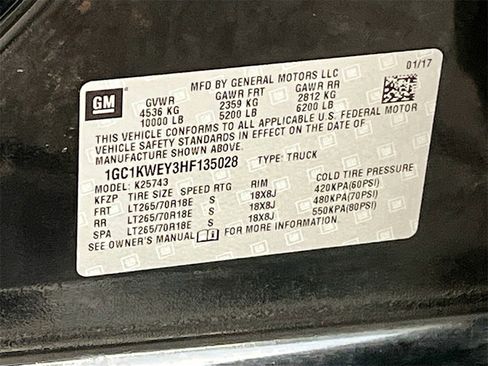 MFD BY GENERAL MOTORS LLC 01/17
GM
GVWR GAWR FRT GAWR RR
4536 KG 2359 KG 2812 KG
10000 LB 5200 LB 6200 LB
THIS VEHICLE CONFORMS TO ALL APPLICABLE U.S. FEDERAL MOTOR
VEHICLE SAFETY STANDARDS IN EFFECT ON THE DATE OF
MANUFACTURE SHOWN ABOVE.
1GC1KWEY3HF135028 TYPE: TRUCK
MODEL: K25743
KFZP TIRE SIZE SPEED RTG RIM COLD TIRE PRESSURE
FRT LT265/70R18E S 18X8J 420KPA(60PSI)
RR LT265/70R18E S 18X8J 480KPA(70PSI)
SPA LT265/70R18E S 18X8J 550KPA(80PSI)
SEE OWNER'S MANUAL FOR MORE INFORMATION.